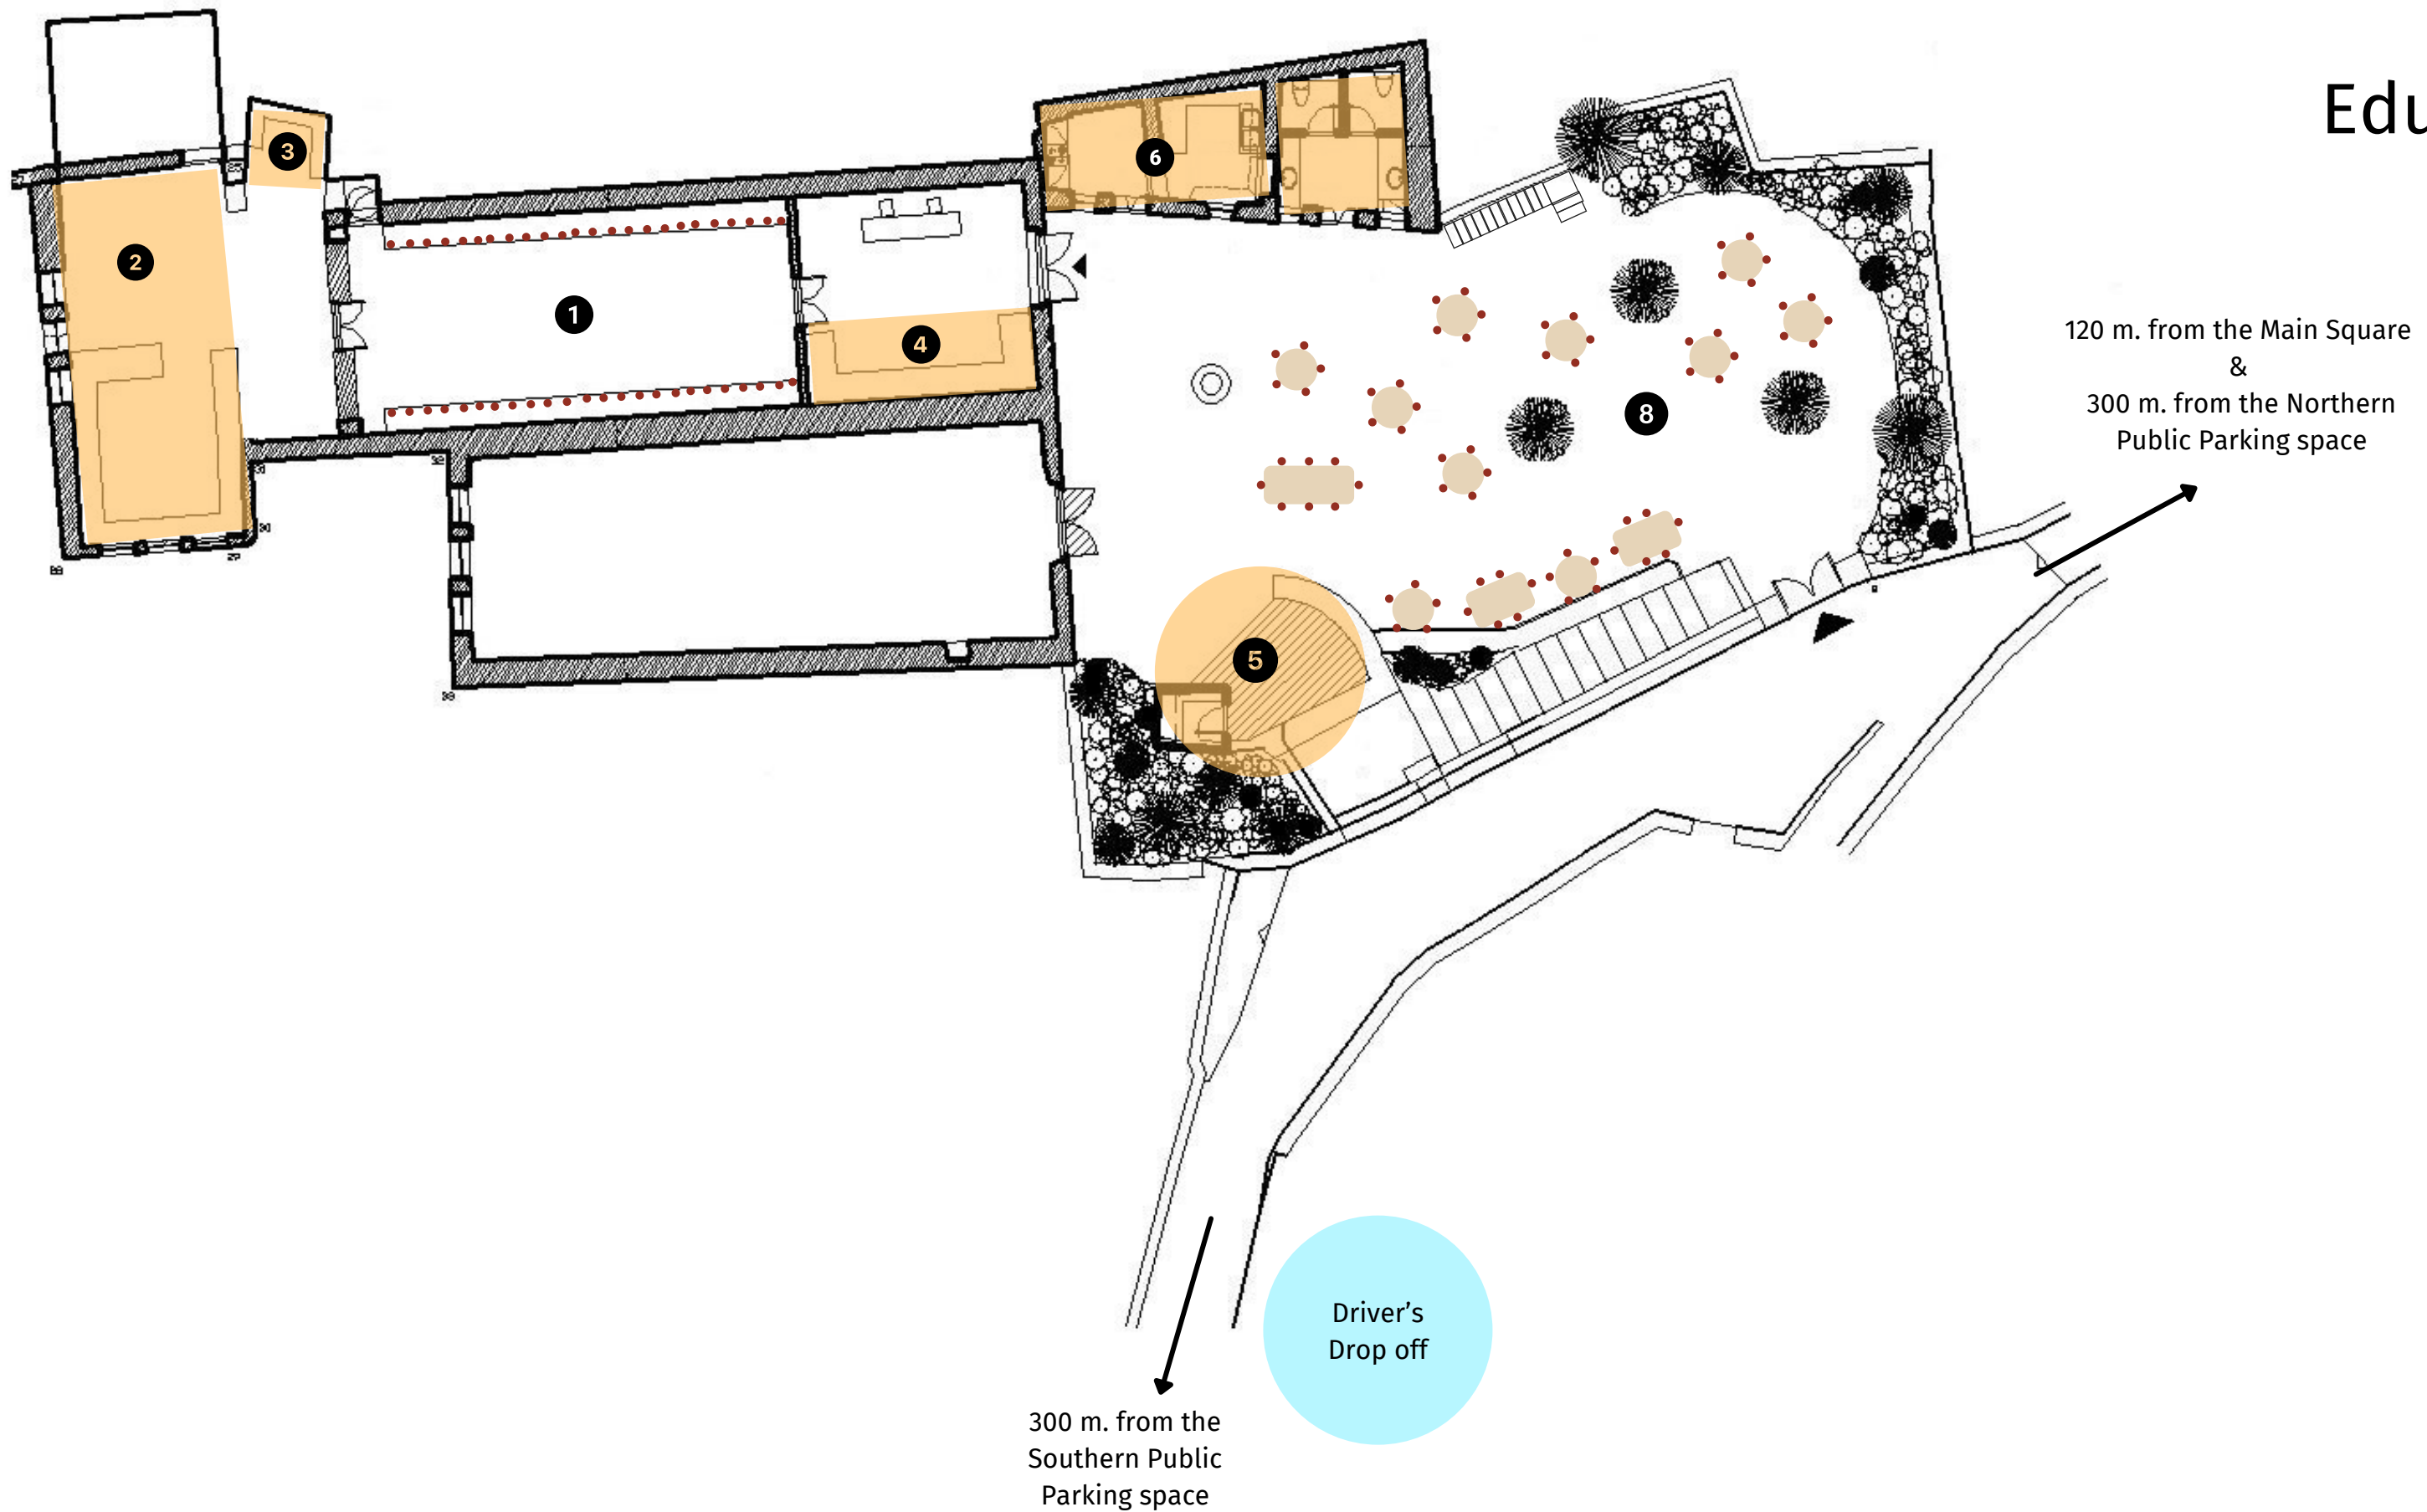 Edu
3
6
2
1
4
120 m. from the Main Square
&
300 m. from the Northern
Public Parking space
8
5
Driver's
Drop off
300 m. from the
Southern Public
Parking space